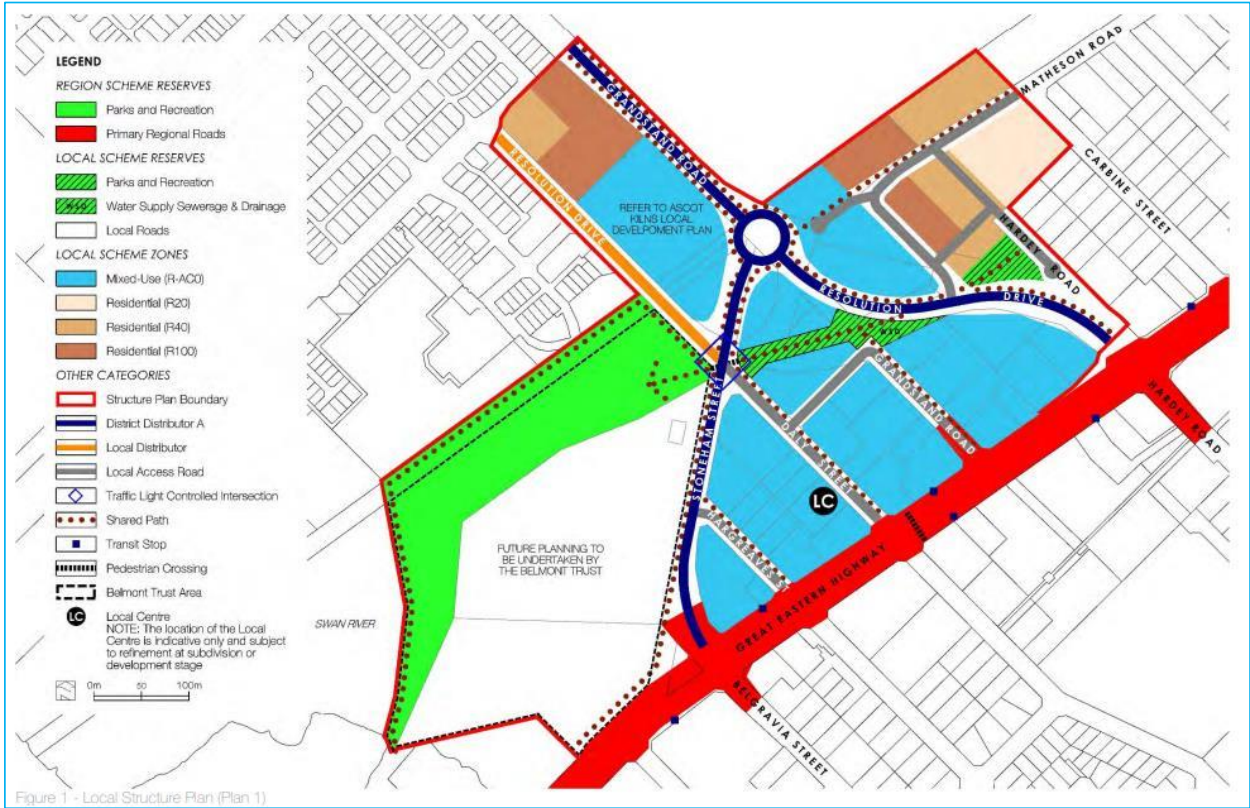 LEGEND
REGION SCHEME RESERVES
Parks and Recreation
Primary Regional Roads
LOCAL SCHEME RESERVES
Parks and Recreation
WSD
Water Supply Sewerage & Drainage
Local Roads
LOCAL SCHEME ZONES
Mixed-Use (R-AC0)
Residential (R20)
Residential (R40)
Residential (R100)
OTHER CATEGORIES
Structure Plan Boundary
District Distributor A
Local Distributor
Local Access Road
Traffic Light Controlled Intersection
Shared Path
Transit Stop
Pedestrian Crossing
Belmont Trust Area
LC
Local Centre
NOTE: The location of the Local
Centre is indicative only and subject
to refinement at subdivision or
development stage
0m 50 100m
GRANDSTAND ROAD
MATHESON ROAD
RESOLUTION DRIVE
CARBINE STREET
REFER TO ASCOT
KILNS LOCAL
DEVELPOMENT PLAN
HARDEY ROAD
RESOLUTION DRIVE
WSD
GRANDSTAND ROAD
HARDEY ROAD
STONEHAM STREET
DALY STREET
LC
HARGREAVES ST
FUTURE PLANNING TO
BE UNDERTAKEN BY
THE BELMONT TRUST
GREAT EASTERN HIGHWAY
SWAN RIVER
BELGRAVIA STREET
Figure 1 - Local Structure Plan (Plan 1)